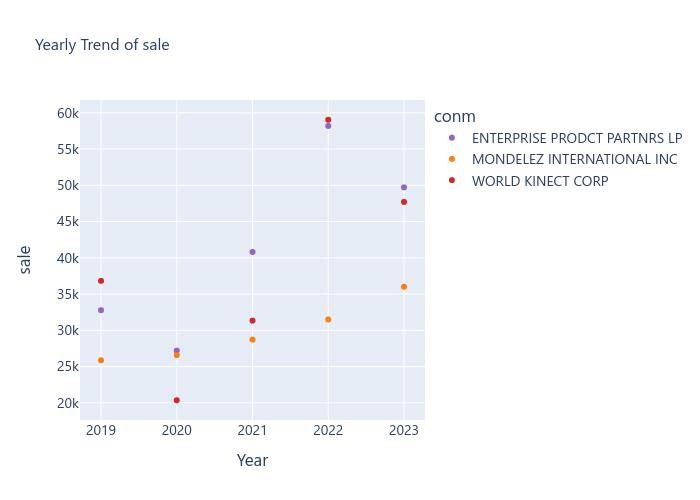 Yearly Trend of sale
conm
ENTERPRISE PRODCT PARTNRS LP
MONDELEZ INTERNATIONAL INC
WORLD KINECT CORP
sale
60k
55k
50k
45k
40k
35k
30k
25k
20k
2019 2020 2021 2022 2023
Year